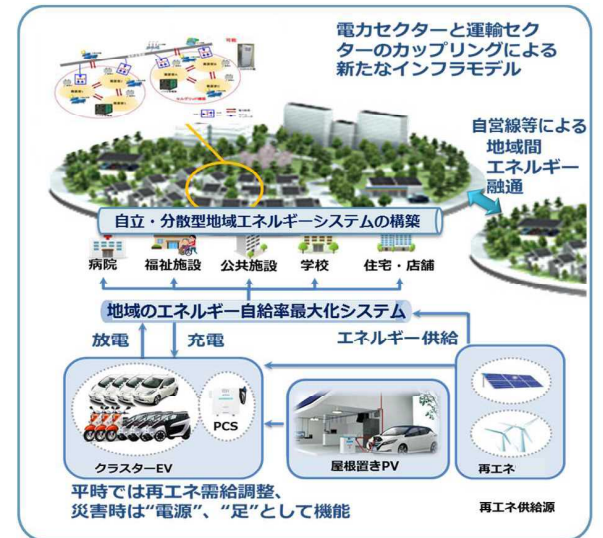 可能
電力セクターと運輸セク
ターのカップリングによる
新たなインフラモデル
自営線等による
地域間
エネルギー
融通
自立・分散型地域エネルギーシステムの構築
病院 福祉施設 公共施設 学校 住宅・店舗
地域のエネルギー自給率最大化システム
放電 充電 エネルギー供給
PCS
クラスターEV
屋根置きPV
再エネ
平時では再エネ需給調整、
災害時は“電源”、“足”として機能
再エネ供給源